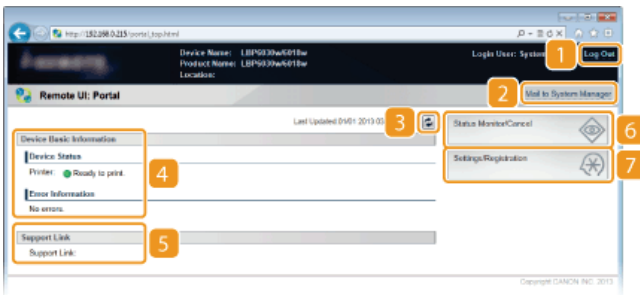 http://192.168.0.215/portal_top.html
Device Name: LBP6030w/6018w
Product Name: LBP6030w/6018w
Location:
Login User: System
1
Log Out
Remote UI: Portal
2
Mail to System Manager
Last Updated:01/01 2013 03
3
Device Basic Information
Device Status
Printer: Ready to print.
Error Information
No errors.
4
Support Link
Support Link:
5
Status Monitor/Cancel
6
Settings/Registration
7
Copyright CANON INC. 2013